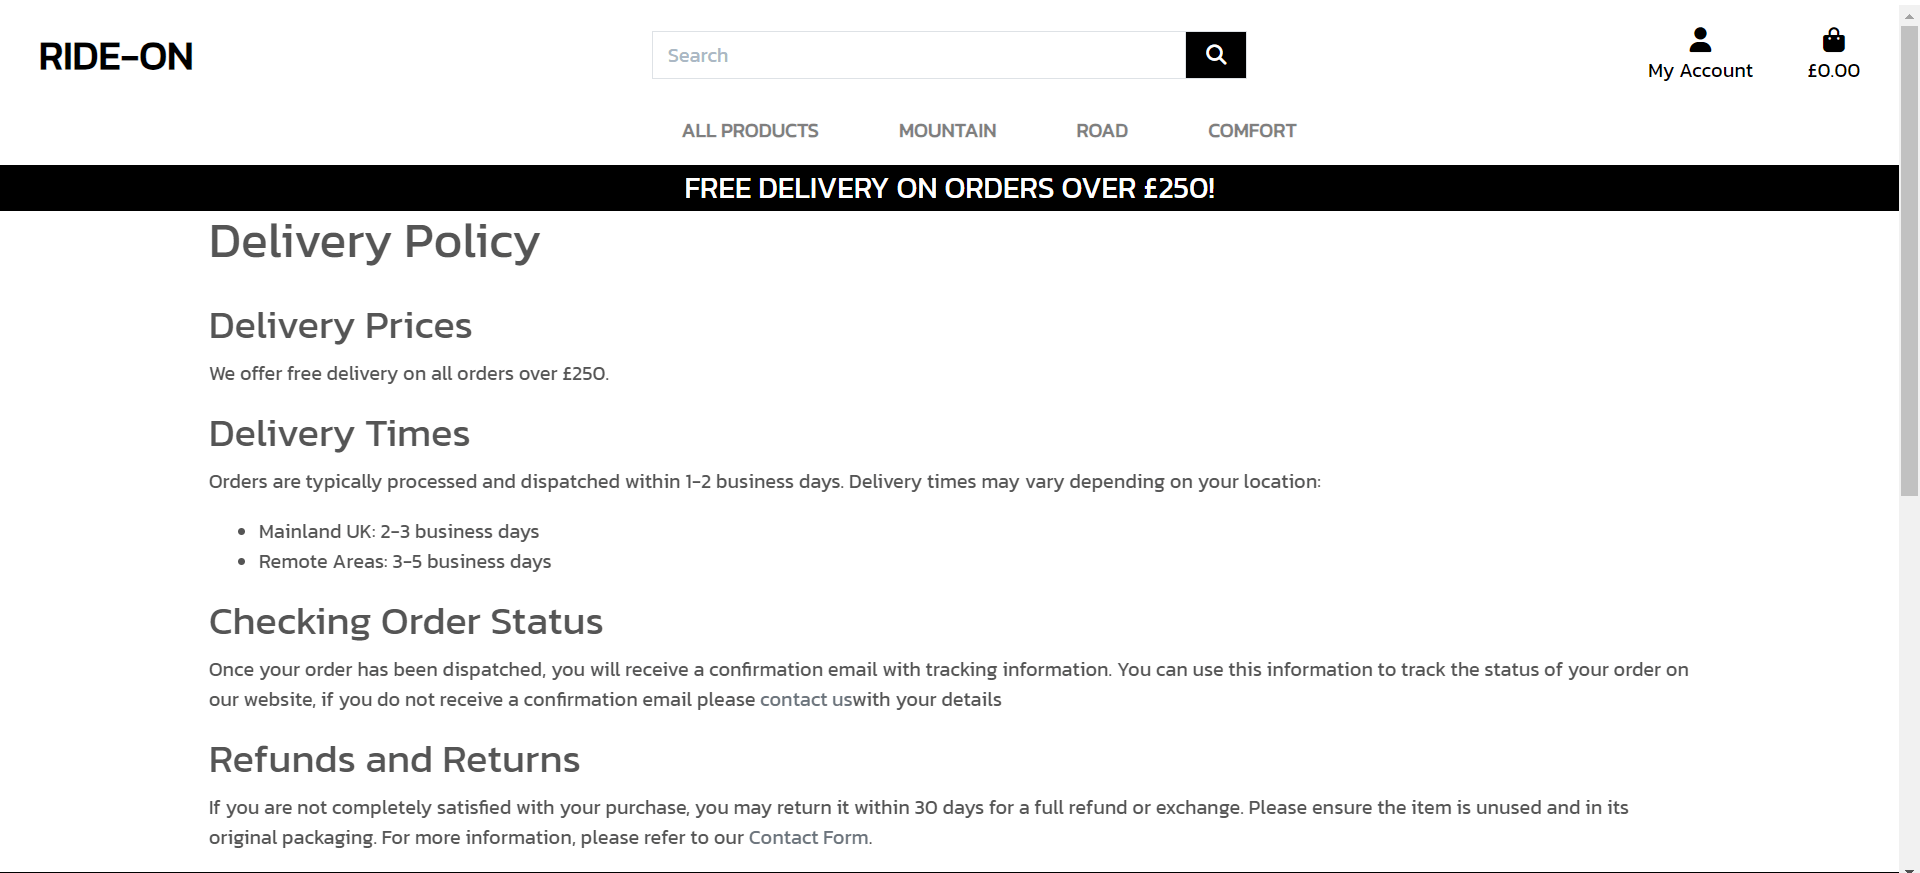 RIDE-ON
Search
My Account
£0.00
ALL PRODUCTS MOUNTAIN ROAD COMFORT
FREE DELIVERY ON ORDERS OVER £250!
Delivery Policy
Delivery Prices
We offer free delivery on all orders over £250.
Delivery Times
Orders are typically processed and dispatched within 1-2 business days. Delivery times may vary depending on your location:
• Mainland UK: 2-3 business days
• Remote Areas: 3-5 business days
Checking Order Status
Once your order has been dispatched, you will receive a confirmation email with tracking information. You can use this information to track the status of your order on
our website, if you do not receive a confirmation email please contact uswith your details
Refunds and Returns
If you are not completely satisfied with your purchase, you may return it within 30 days for a full refund or exchange. Please ensure the item is unused and in its
original packaging. For more information, please refer to our Contact Form.